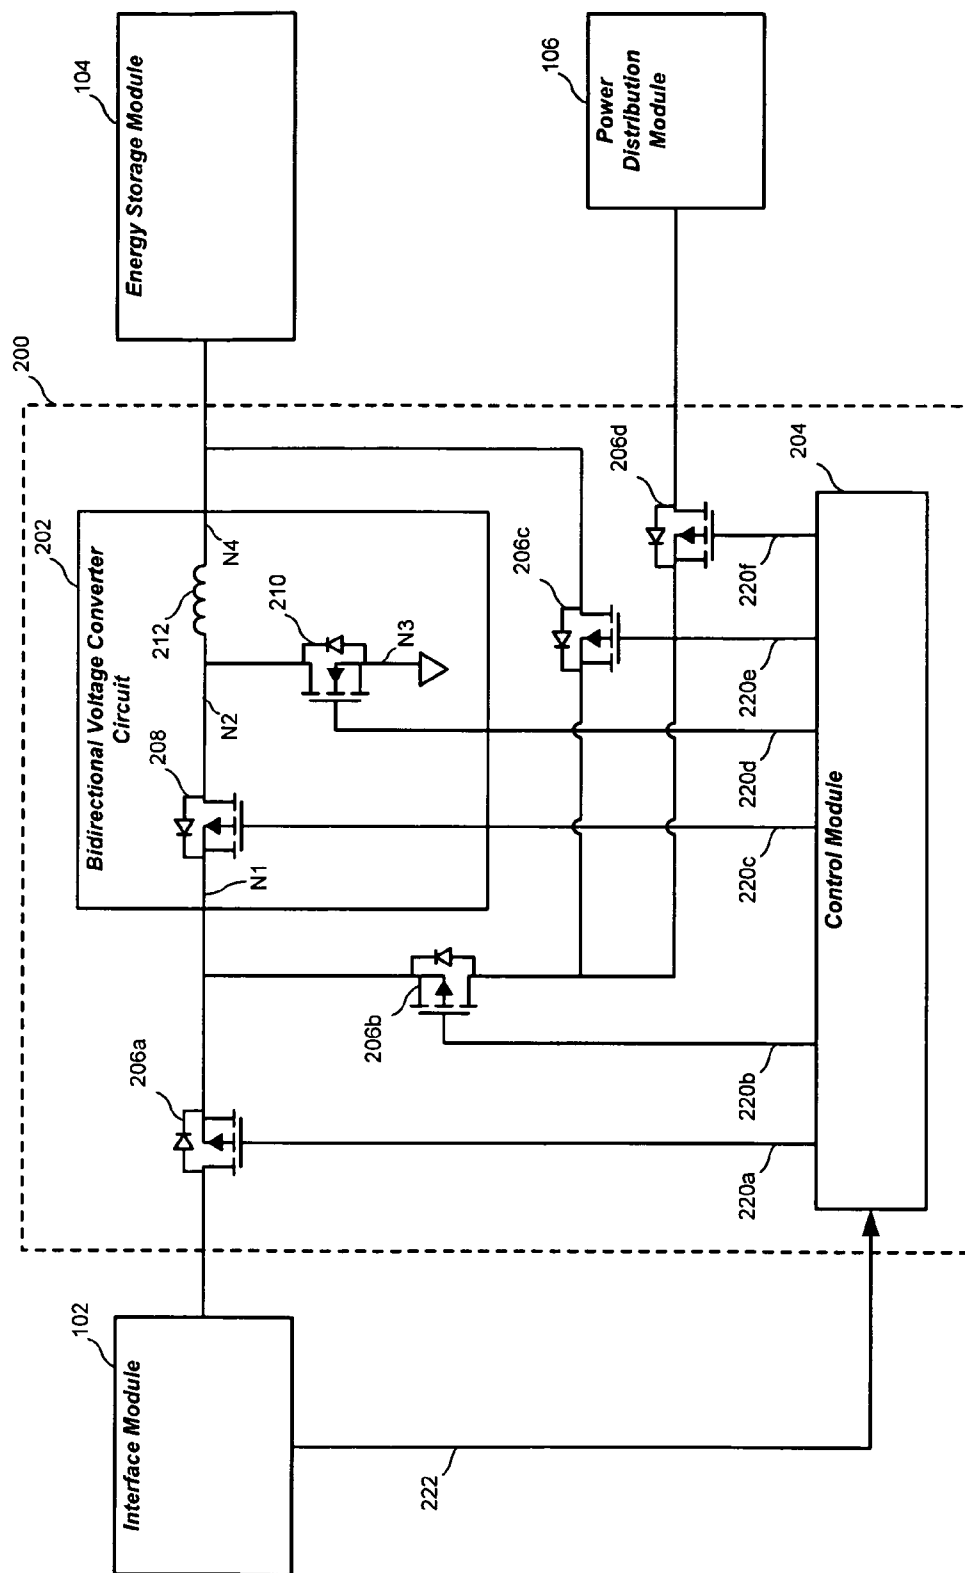 Interface Module
102
222
200
206a
206b
220a
220b
Bidirectional Voltage Converter
Circuit
202
N1
208
N2
212
210
N3
N4
220c
220d
206c
220e
206d
220f
Control Module
204
Energy Storage Module
104
Power
Distribution
Module
106